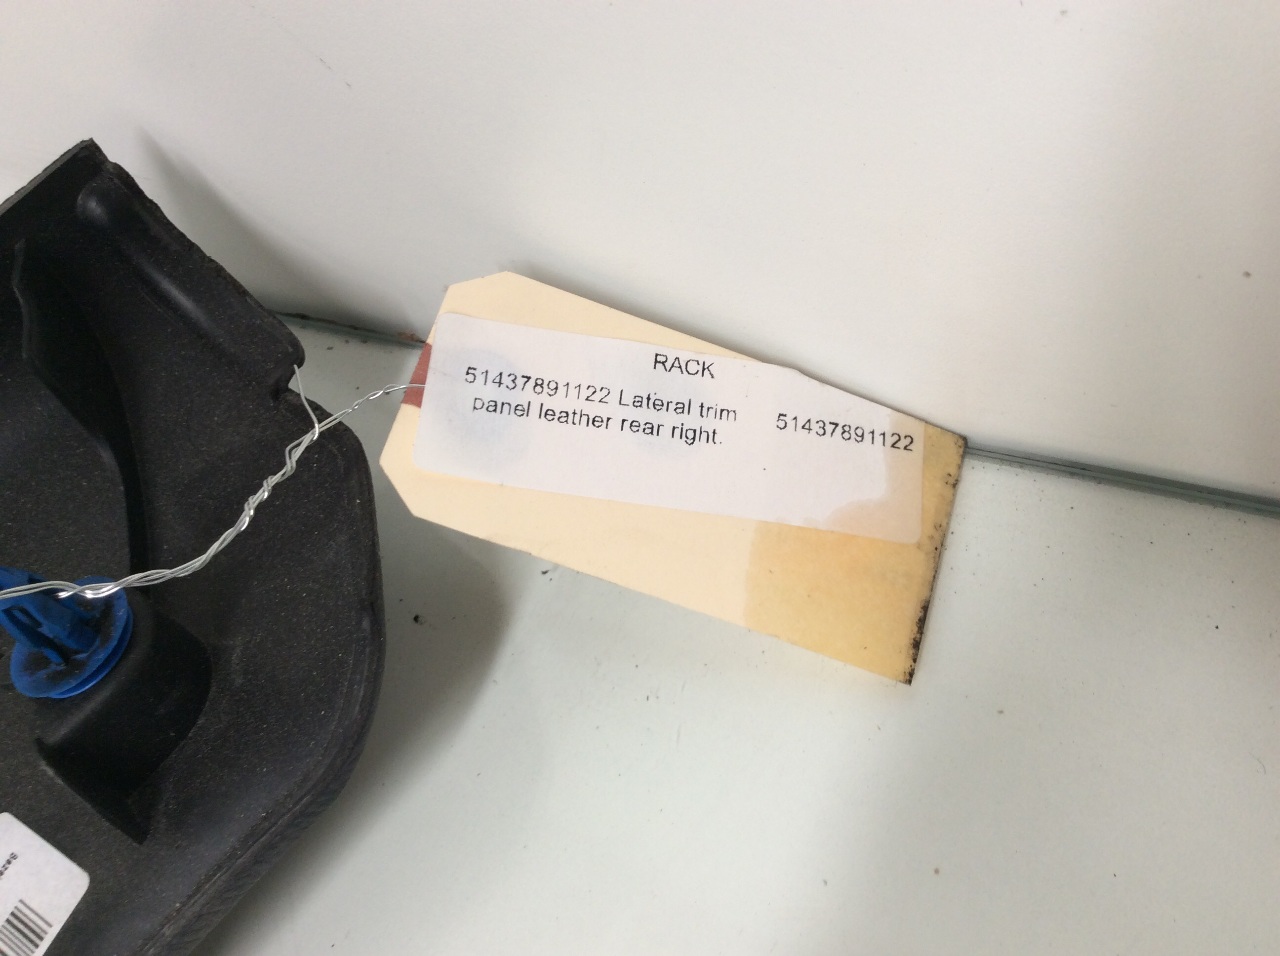 RACK
51437891122 Lateral trim
panel leather rear right.
51437891122